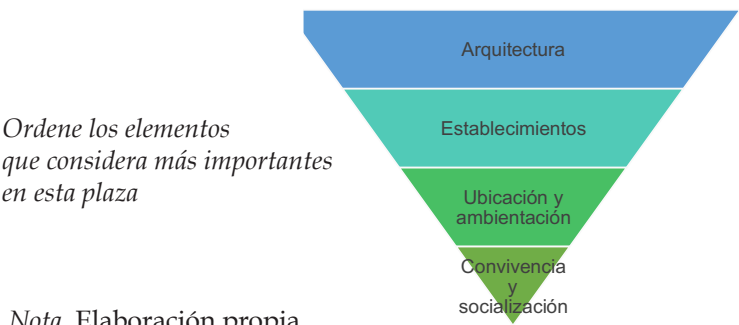 Ordene los elementos
que considera más importantes
en esta plaza
Arquitectura
Establecimientos
Ubicación y
ambientación
Convivencia
y
socialización
Nota. Elaboración propia